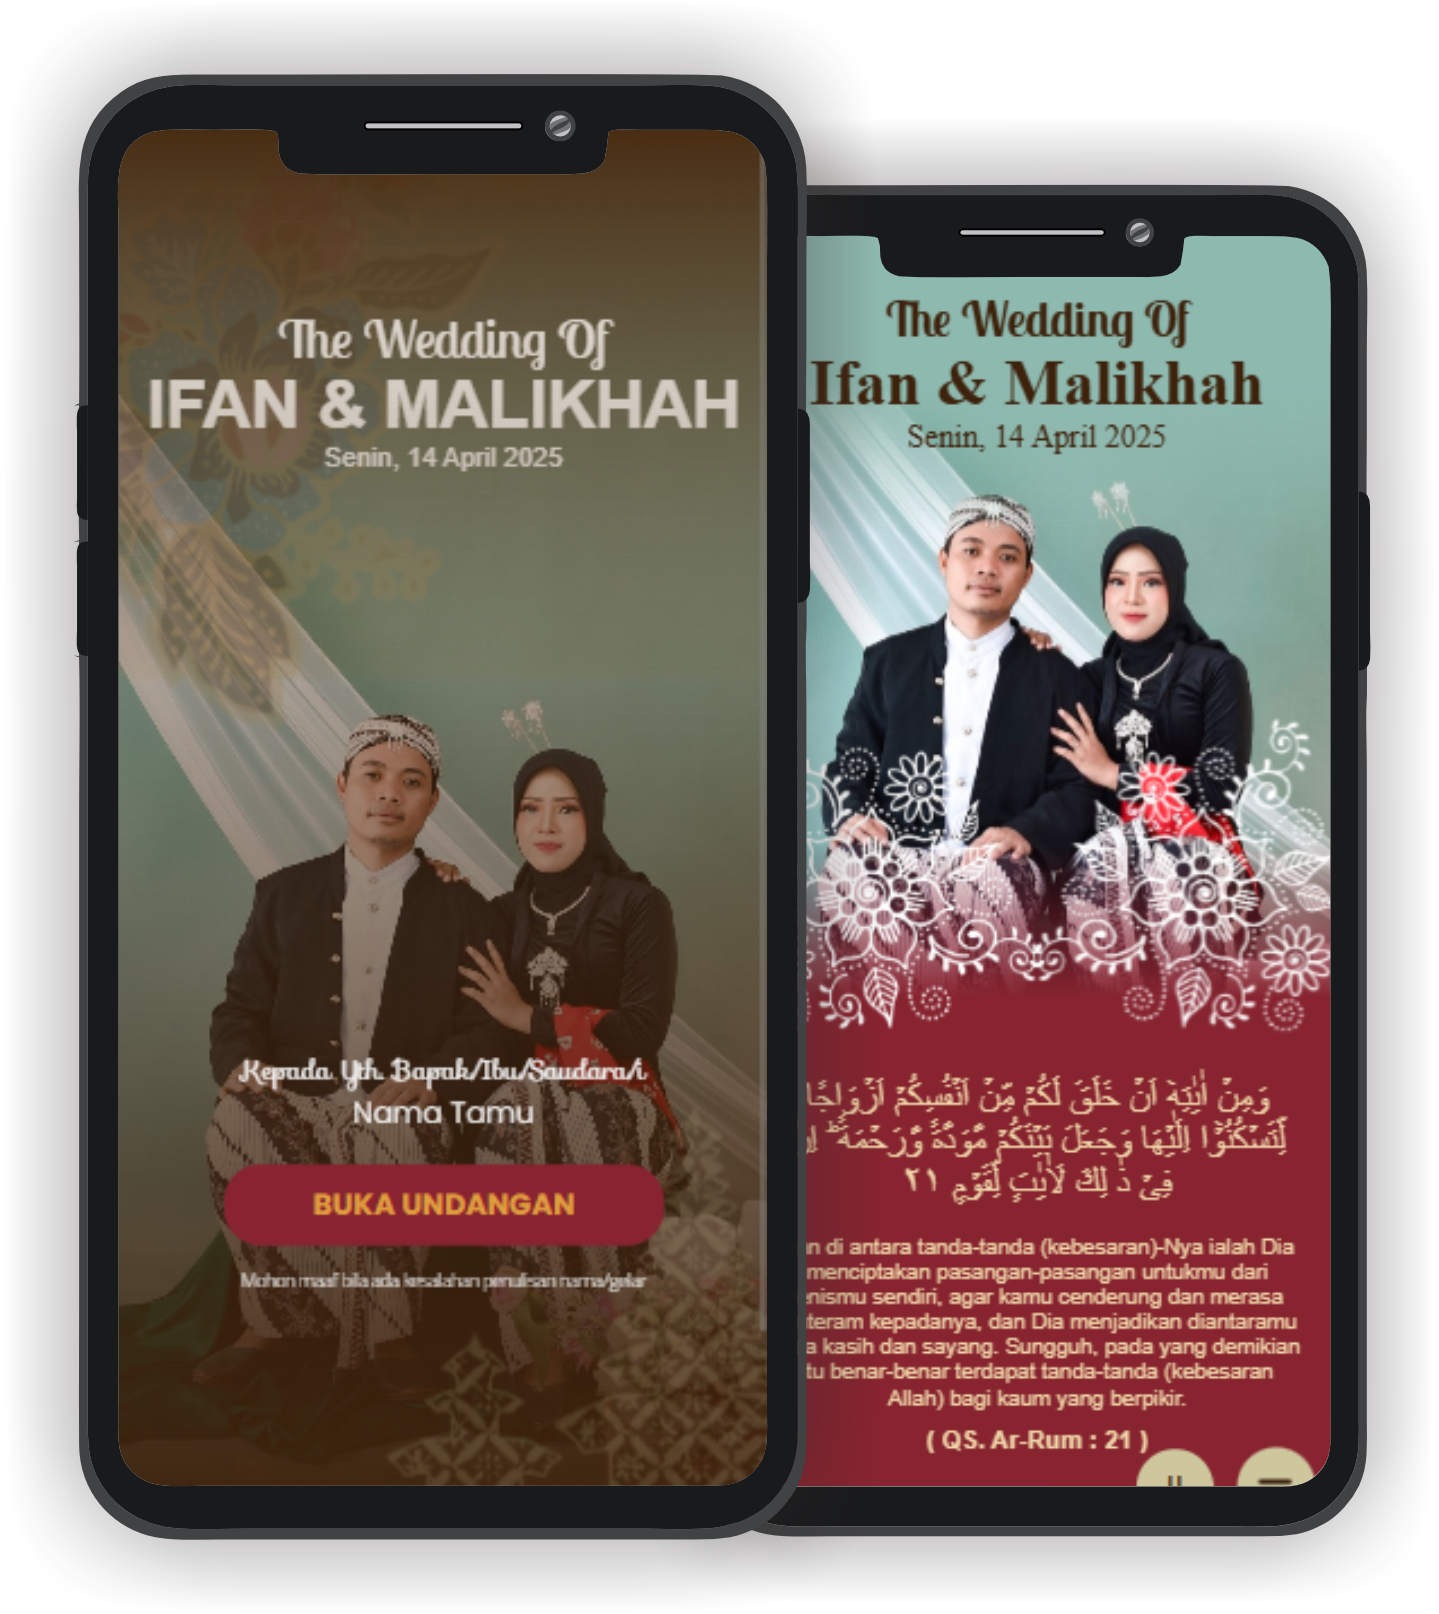 The Wedding Of
IFAN & MALIKHAH
Senin, 14 April 2025
Kepada Yth. Bapak/Ibu/Saudara/i
Nama Tamu
BUKA UNDANGAN
Mohon maaf bila ada kesalahan penulisan nama/gelar
The Wedding Of
Ifan & Malikhah
Senin, 14 April 2025
وَمِنْ اٰيٰتِهٖٓ اَنْ خَلَقَ لَكُمْ مِّنْ اَنْفُسِكُمْ اَزْوَاجًا
لِّتَسْكُنُوْٓا اِلَيْهَا وَجَعَلَ بَيْنَكُمْ مَّوَدَّةً وَّرَحْمَةً ۗ
فِيْ ذٰلِكَ لَاٰيٰتٍ لِّقَوْمٍ ٢١
di antara tanda-tanda (kebesaran)-Nya ialah Dia
menciptakan pasangan-pasangan untukmu dari
sendiri, agar kamu cenderung dan merasa
kepadanya, dan Dia menjadikan diantaramu
kasih dan sayang. Sungguh, pada yang demikian
benar-benar terdapat tanda-tanda (kebesaran
Allah) bagi kaum yang berpikir.
( QS. Ar-Rum : 21 )